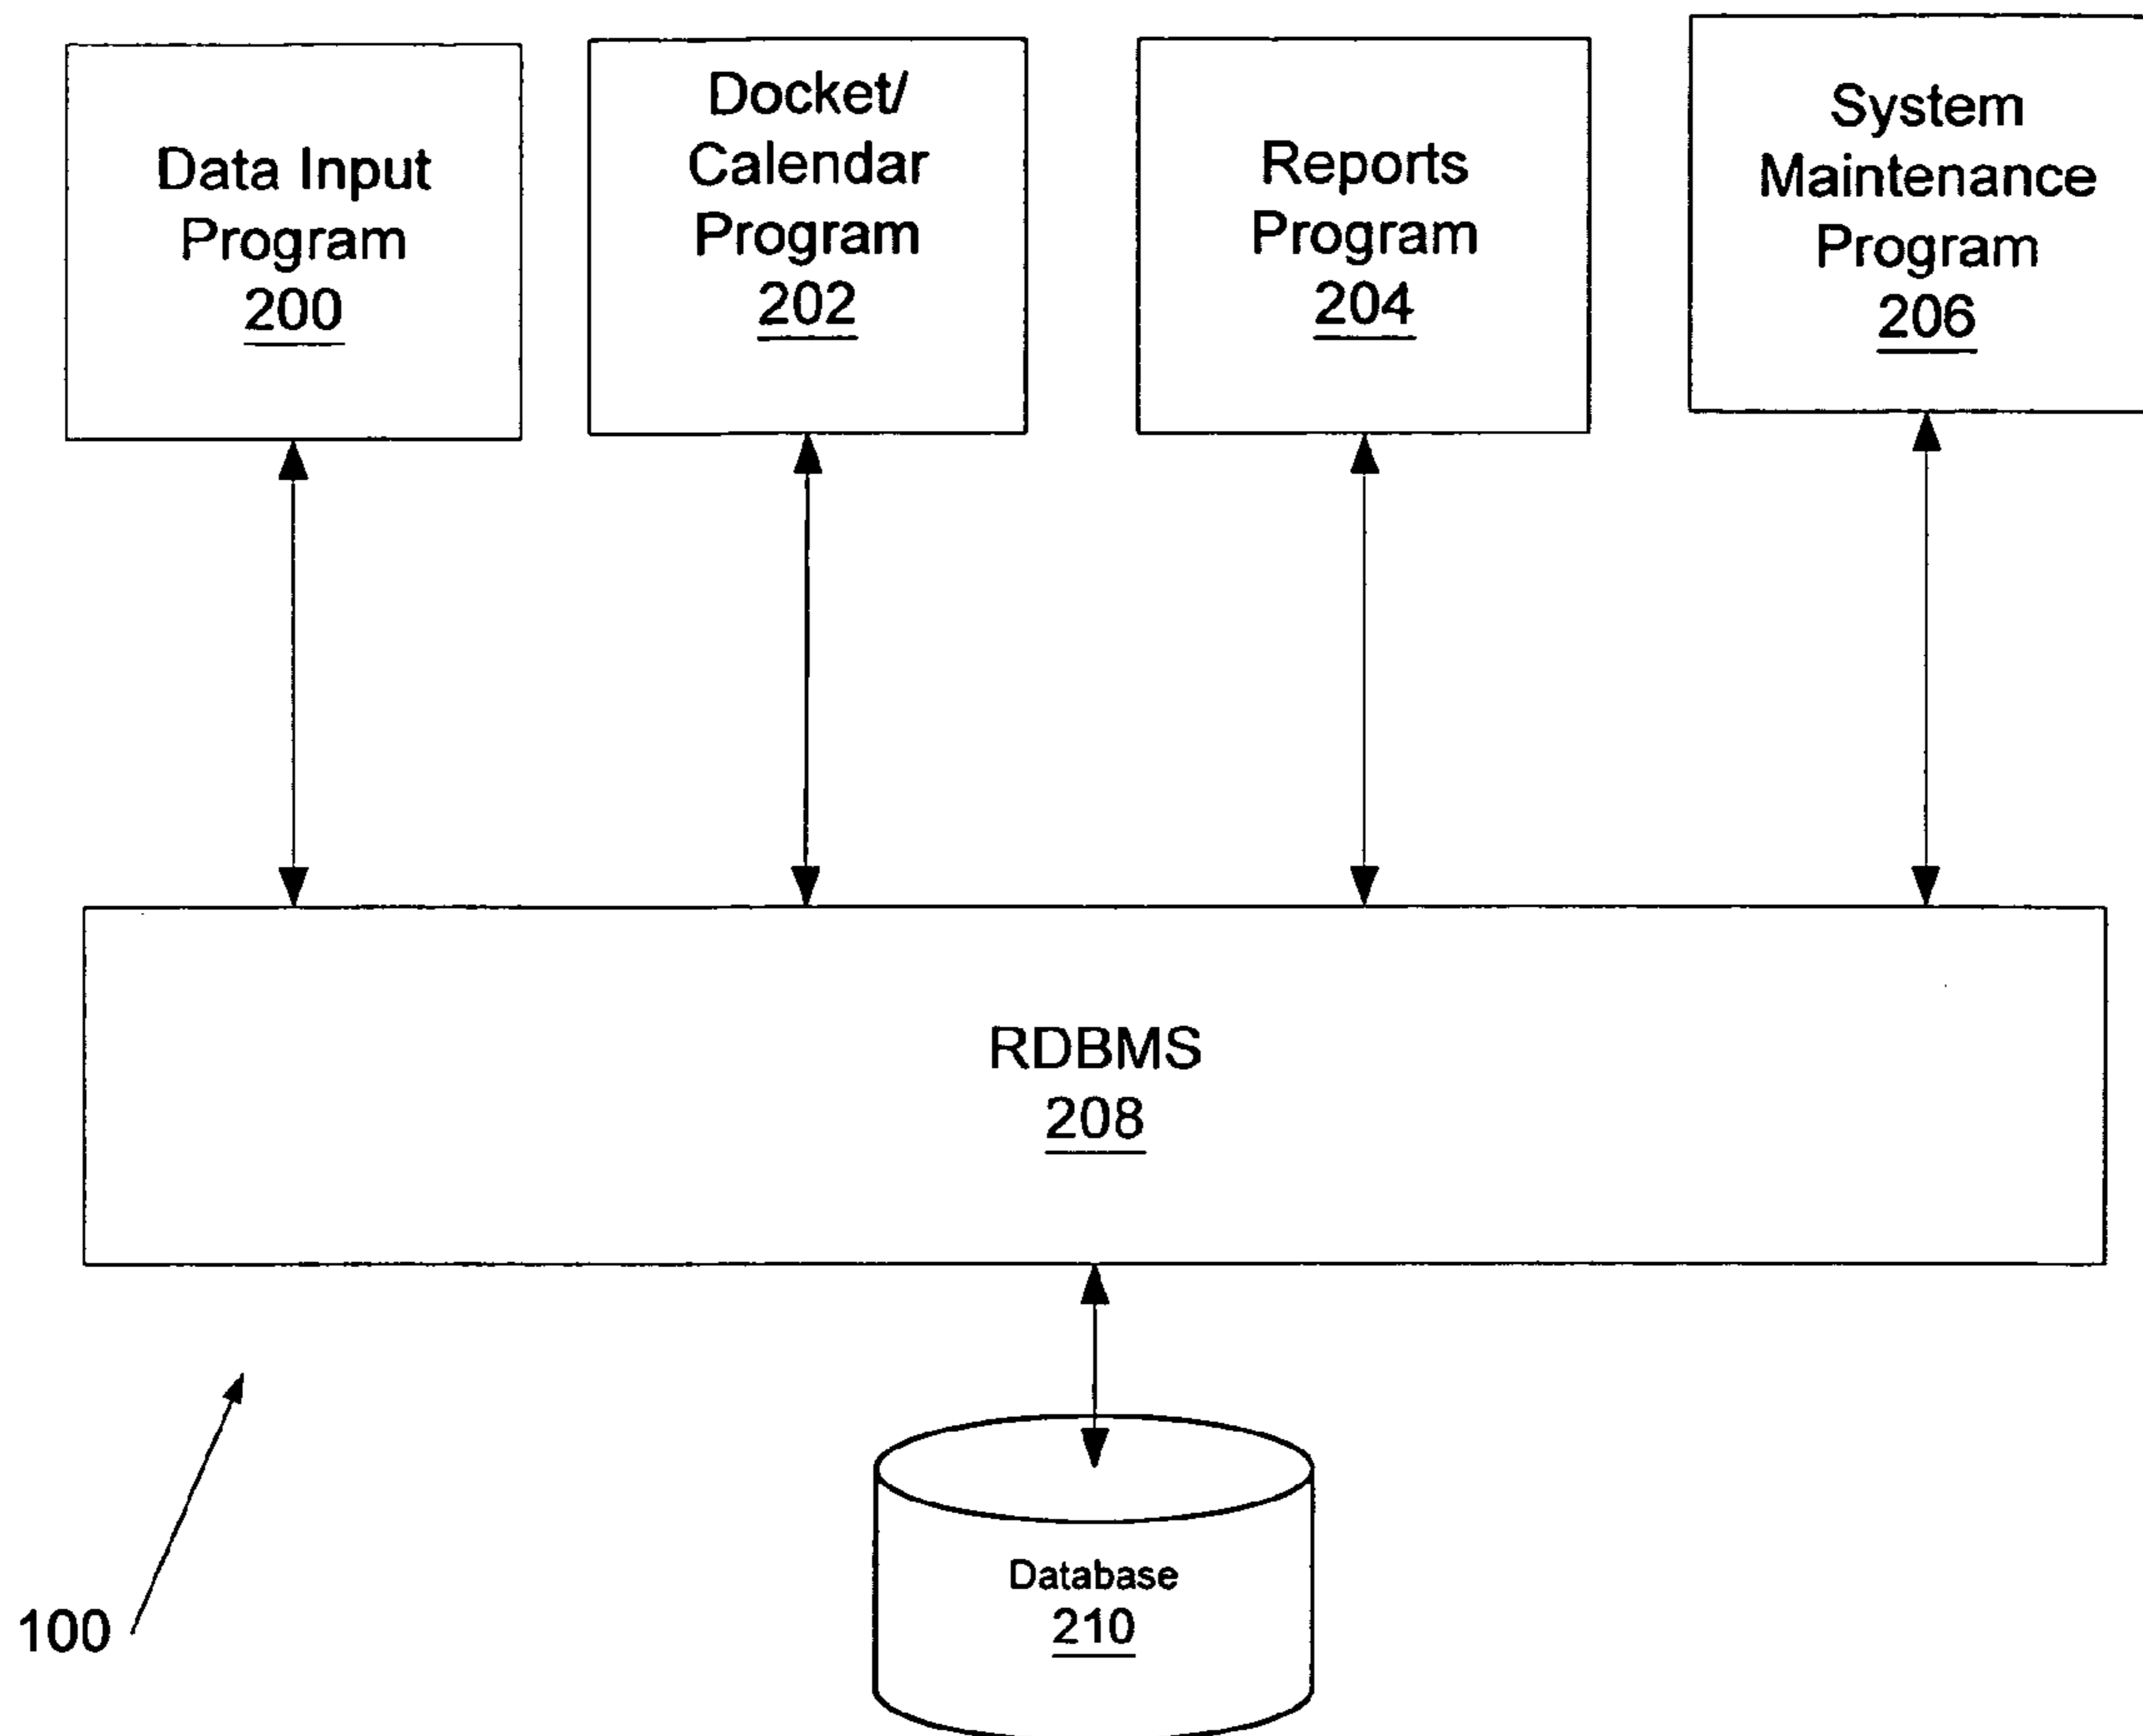 Data Input
Program
200
Docket/
Calendar
Program
202
Reports
Program
204
System
Maintenance
Program
206
RDBMS
208
Database
210
100